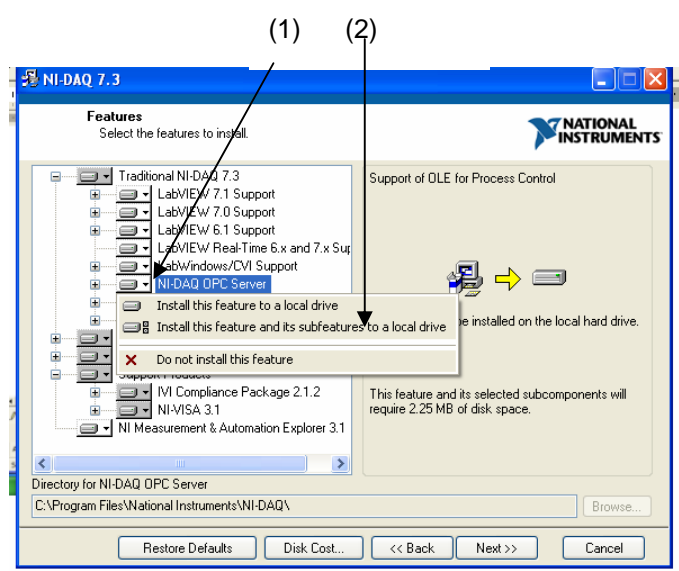 (1) (2)
NI-DAQ 7.3
Features
Select the features to install.
NATIONAL
INSTRUMENTS
Traditional NI-DAQ 7.3
LabVIEW 7.1 Support
LabVIEW 7.0 Support
LabVIEW 6.1 Support
LabVIEW Real-Time 6.x and 7.x Sup
LabWindows/CVI Support
NI-DAQ OPC Server
Install this feature to a local drive
Install this feature and its subfeatures to a local drive
Do not install this feature
Support Products
IVI Compliance Package 2.1.2
NI-VISA 3.1
NI Measurement & Automation Explorer 3.1
Support of OLE for Process Control
be installed on the local hard drive.
This feature and its selected subcomponents will
require 2.25 MB of disk space.
Directory for NI-DAQ OPC Server
C:\Program Files\National Instruments\NI-DAQ\
Browse...
Restore Defaults Disk Cost... << Back Next >> Cancel